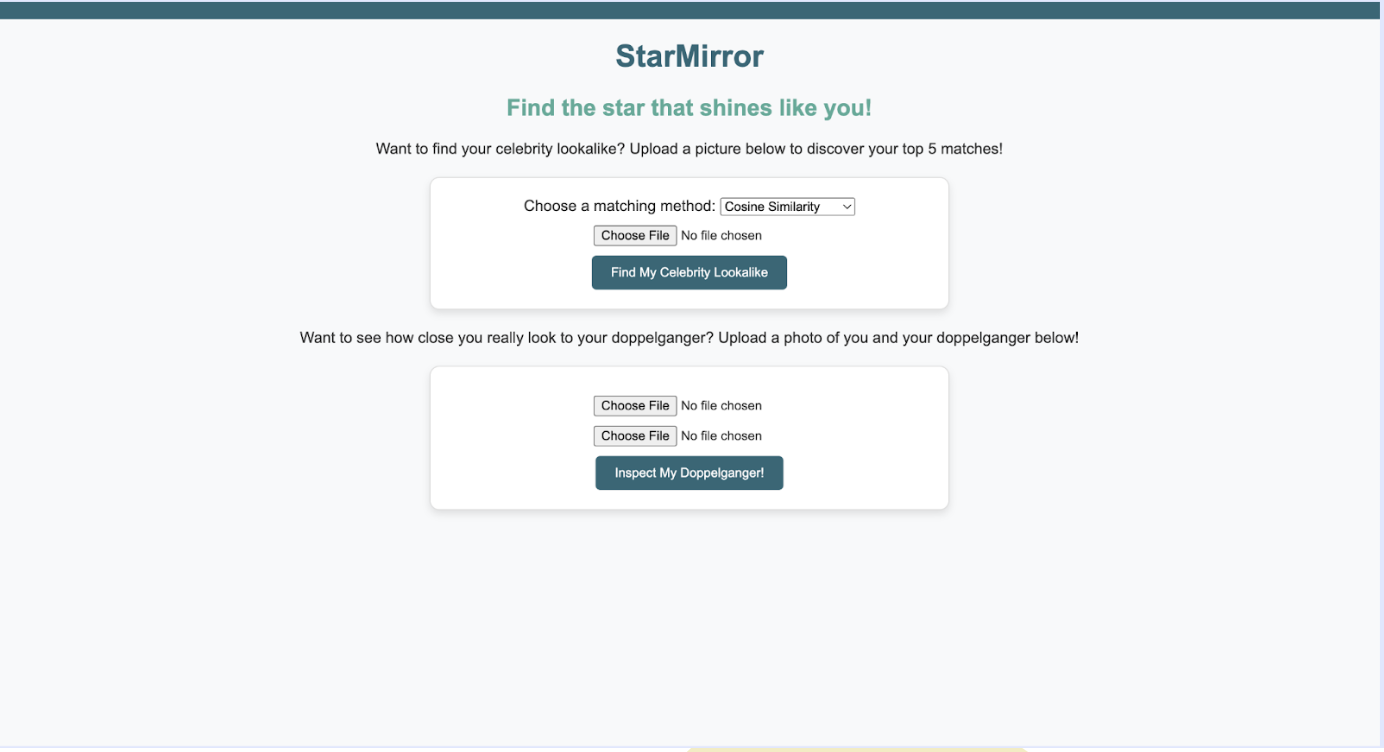 StarMirror
Find the star that shines like you!
Want to find your celebrity lookalike? Upload a picture below to discover your top 5 matches!
Choose a matching method: Cosine Similarity
Choose File No file chosen
Find My Celebrity Lookalike
Want to see how close you really look to your doppelganger? Upload a photo of you and your doppelganger below!
Choose File No file chosen
Choose File No file chosen
Inspect My Doppelganger!